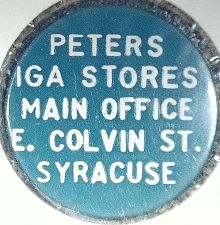 PETERS
IGA STORES
MAIN OFFICE
E. COLVIN ST.
SYRACUSE